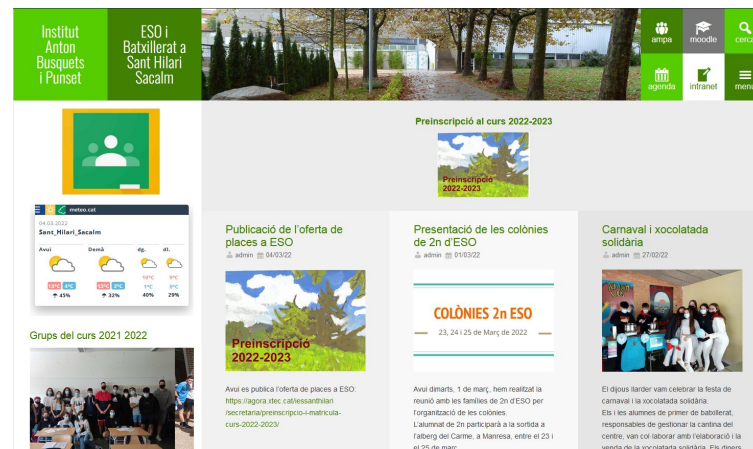 Institut
Anton
Busquets
i Punset
ESO i
Batxillerat a
Sant Hilari
Sacalm
ampa
moodle
cerca
agenda
intranet
menú
Preinscripció al curs 2022-2023
Preinscripció
2022-2023
meteo.cat
04.03.2022
Sant_Hilari_Sacalm
Avui Demà dg. dl.
13°C 4°C 13°C 2°C 10°C 9°C
1°C 0°C
45% 32% 40% 29%
Grups del curs 2021 2022
Publicació de l'oferta de
places a ESO
admin 04/03/22
Preinscripció
2022-2023
Avui es publica l'oferta de places a ESO:
https://agora.xtec.cat/iessanthilari
/secretaria/preinscripcio-i-matricula-
curs-2022-2023/
Presentació de les colònies
de 2n d'ESO
admin 01/03/22
COLÒNIES 2n ESO
23, 24 i 25 de Març de 2022
Avui dimarts, 1 de març, hem realitzat la
reunió amb les famílies de 2n d'ESO per
l'organització de les colònies.
L'alumnat de 2n participarà a la sortida a
l'alberg del Carme, a Manresa, entre el 23 i
el 25 de març
Carnaval i xocolatada
solidària
admin 27/02/22
El dijous llarder vam celebrar la festa de
carnaval i la xocolatada solidària.
Els i les alumnes de primer de batxillerat,
responsables de gestionar la cantina del
centre, van col·laborar amb l'elaboració i la
venda de la xocolatada solidària. Els diners